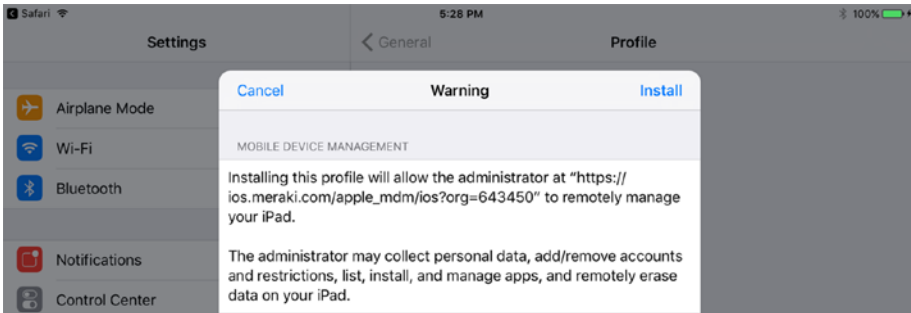 Safari 5:28 PM 100%
Settings General Profile
Cancel Warning Install
Airplane Mode
Wi-Fi
Bluetooth
Notifications
Control Center
MOBILE DEVICE MANAGEMENT
Installing this profile will allow the administrator at "https://
ios.meraki.com/apple_mdm/ios?org=643450" to remotely manage
your iPad.
The administrator may collect personal data, add/remove accounts
and restrictions, list, install, and manage apps, and remotely erase
data on your iPad.